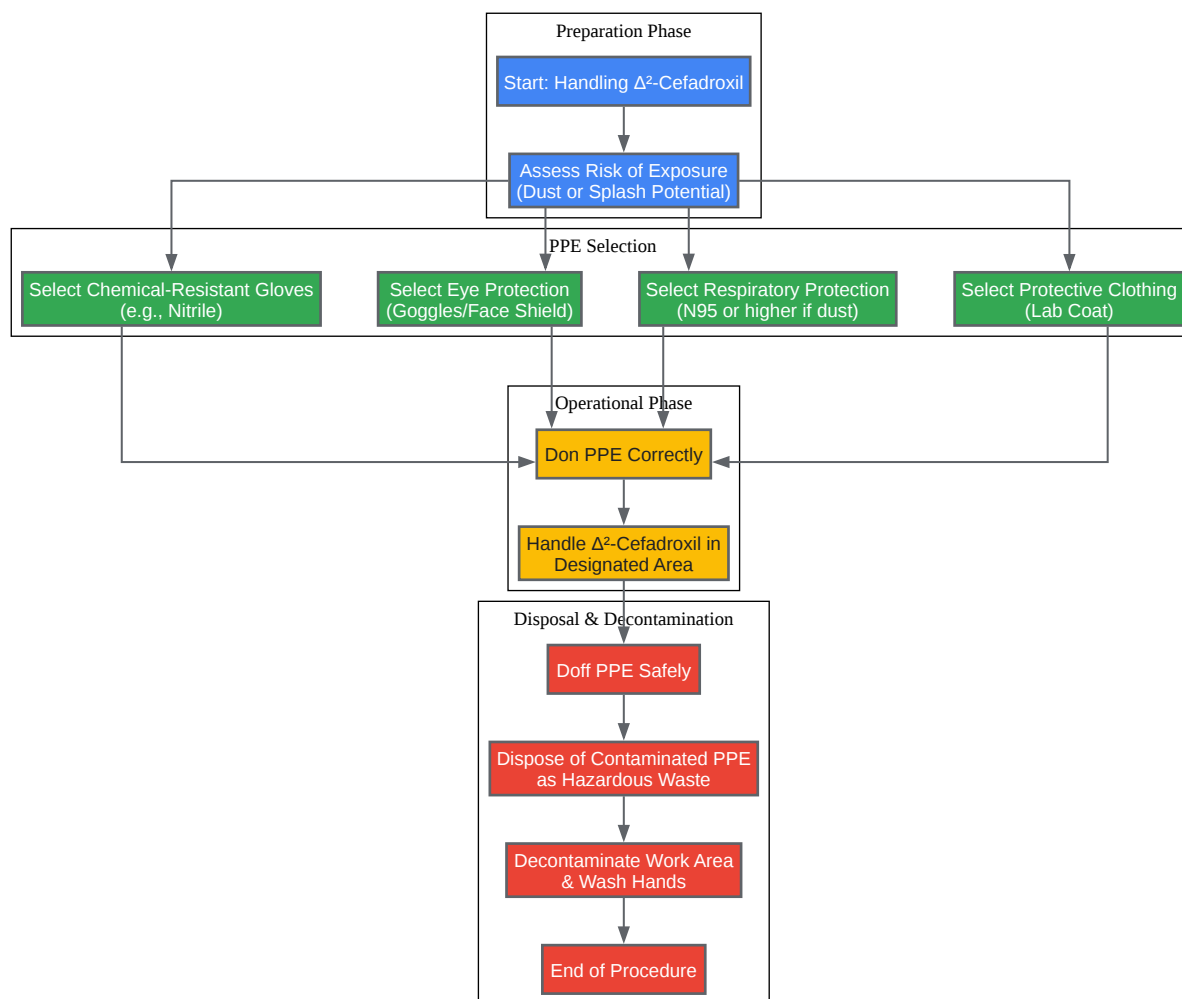 Preparation Phase
Start: Handling Δ²-Cefadroxil
Assess Risk of Exposure
(Dust or Splash Potential)
PPE Selection
Select Chemical-Resistant Gloves
(e.g., Nitrile)
Select Eye Protection
(Goggles/Face Shield)
Select Respiratory Protection
(N95 or higher if dust)
Select Protective Clothing
(Lab Coat)
Operational Phase
Don PPE Correctly
Handle Δ²-Cefadroxil in
Designated Area
Disposal & Decontamination
Doff PPE Safely
Dispose of Contaminated PPE
as Hazardous Waste
Decontaminate Work Area
& Wash Hands
End of Procedure